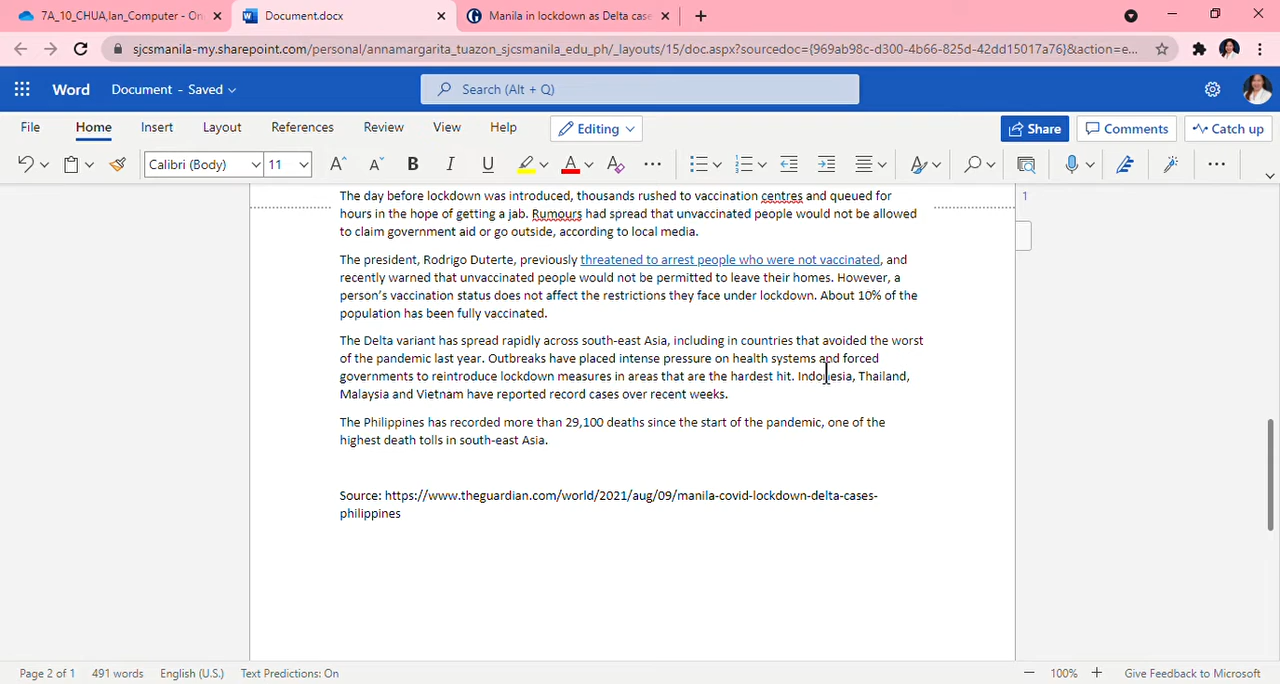 7A_10_CHUA,Ian_Computer - On
Document.docx
Manila in lockdown as Delta case
sjcsmanila-my.sharepoint.com/personal/annamargarita_tuazon_sjcsmanila_edu_ph/_layouts/15/doc.aspx?sourcedoc={969ab98c-d300-4b66-825d-42dd15017a76}&action=e...
Word Document - Saved Search (Alt + Q)
File Home Insert Layout References Review View Help Editing Share Comments Catch up
Calibri (Body) 11 A A B I U A A
The day before lockdown was introduced, thousands rushed to vaccination centres and queued for
hours in the hope of getting a jab. Rumours had spread that unvaccinated people would not be allowed
to claim government aid or go outside, according to local media.
The president, Rodrigo Duterte, previously threatened to arrest people who were not vaccinated, and
recently warned that unvaccinated people would not be permitted to leave their homes. However, a
person's vaccination status does not affect the restrictions they face under lockdown. About 10% of the
population has been fully vaccinated.
The Delta variant has spread rapidly across south-east Asia, including in countries that avoided the worst
of the pandemic last year. Outbreaks have placed intense pressure on health systems and forced
governments to reintroduce lockdown measures in areas that are the hardest hit. Indonesia, Thailand,
Malaysia and Vietnam have reported record cases over recent weeks.
The Philippines has recorded more than 29,100 deaths since the start of the pandemic, one of the
highest death tolls in south-east Asia.
Source: https://www.theguardian.com/world/2021/aug/09/manila-covid-lockdown-delta-cases-
philippines
1
Page 2 of 1 491 words English (U.S.) Text Predictions: On 100% Give Feedback to Microsoft